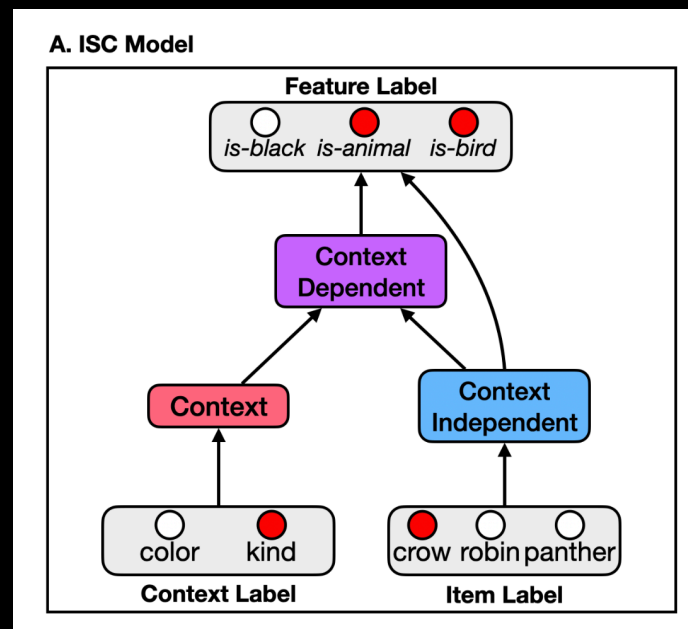 A. ISC Model
Feature Label
is-black is-animal is-bird
Context
Dependent
Context
Context
Independent
color kind
crow robin panther
Context Label
Item Label